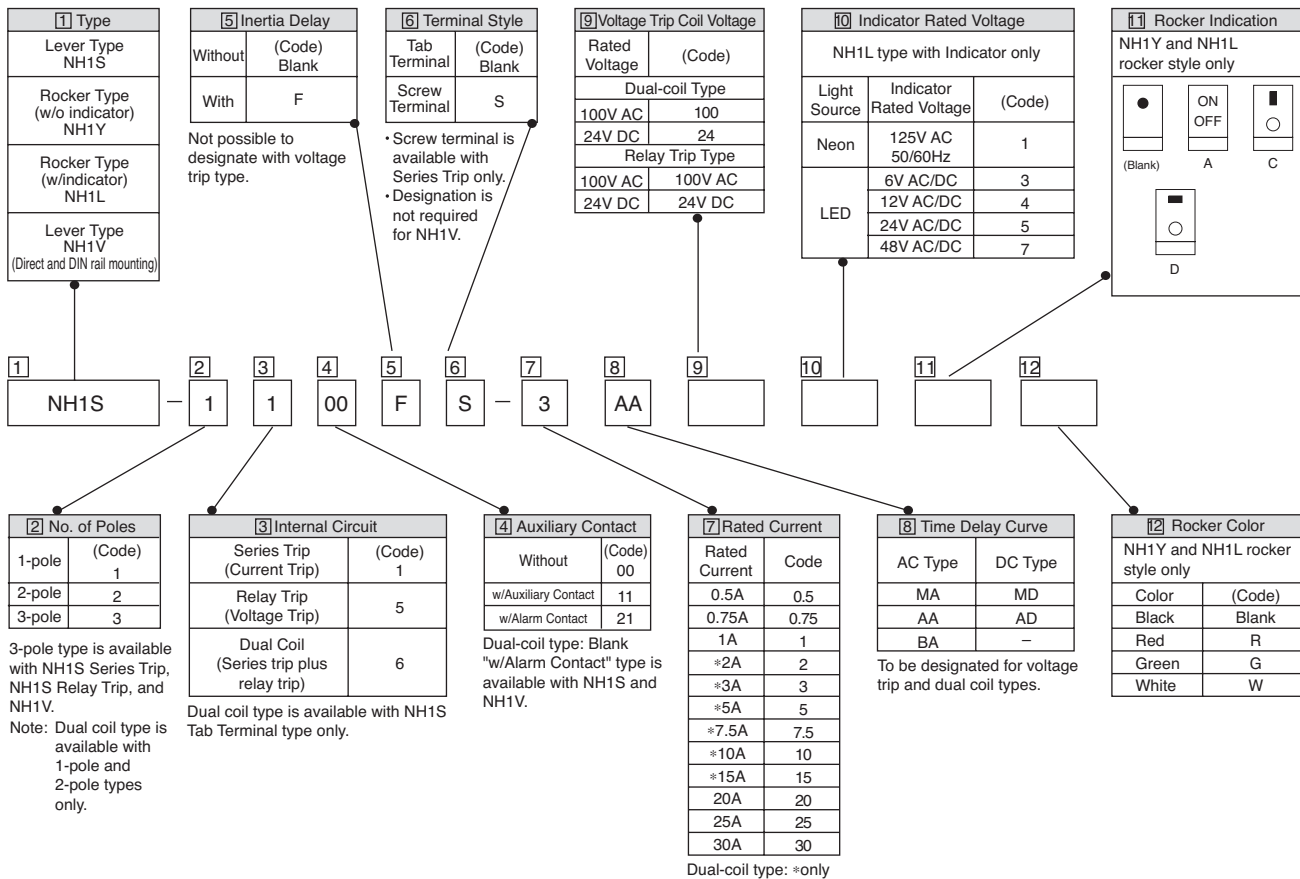 1 Type
Lever Type
NH1S
Rocker Type
(w/o indicator)
NH1Y
Rocker Type
(w/indicator)
NH1L
Lever Type
NH1V
(Direct and DIN rail mounting)
5 Inertia Delay
Without (Code) Blank
With F
Not possible to
designate with voltage
trip type.
6 Terminal Style
Tab Terminal (Code) Blank
Screw Terminal S
・Screw terminal is
available with
Series Trip only.
・Designation is
not required
for NH1V.
9 Voltage Trip Coil Voltage
Rated Voltage (Code)
Dual-coil Type
100V AC 100
24V DC 24
Relay Trip Type
100V AC 100V AC
24V DC 24V DC
10 Indicator Rated Voltage
NH1L type with Indicator only
Light Source Indicator Rated Voltage (Code)
Neon 125V AC 50/60Hz 1
LED
6V AC/DC 3
12V AC/DC 4
24V AC/DC 5
48V AC/DC 7
11 Rocker Indication
NH1Y and NH1L
rocker style only
ON
OFF
(Blank) A C
D
1 2 3 4 5 6 7 8 9 10 11 12
NH1S – 1 1 00 F S – 3 AA
2 No. of Poles
1-pole (Code) 1
2-pole 2
3-pole 3
3-pole type is available
with NH1S Series Trip,
NH1S Relay Trip, and
NH1V.
Note: Dual coil type is
available with
1-pole and
2-pole types
only.
3 Internal Circuit
Series Trip (Current Trip) (Code) 1
Relay Trip (Voltage Trip) 5
Dual Coil (Series trip plus relay trip) 6
Dual coil type is available with NH1S
Tab Terminal type only.
4 Auxiliary Contact
Without (Code) 00
w/Auxiliary Contact 11
w/Alarm Contact 21
Dual-coil type: Blank
"w/Alarm Contact" type is
available with NH1S and
NH1V.
7 Rated Current
Rated Current Code
0.5A 0.5
0.75A 0.75
1A 1
*2A 2
*3A 3
*5A 5
*7.5A 7.5
*10A 10
*15A 15
20A 20
25A 25
30A 30
Dual-coil type: *only
8 Time Delay Curve
AC Type DC Type
MA MD
AA AD
BA –
To be designated for voltage
trip and dual coil types.
12 Rocker Color
NH1Y and NH1L rocker
style only
Color (Code)
Black Blank
Red R
Green G
White W